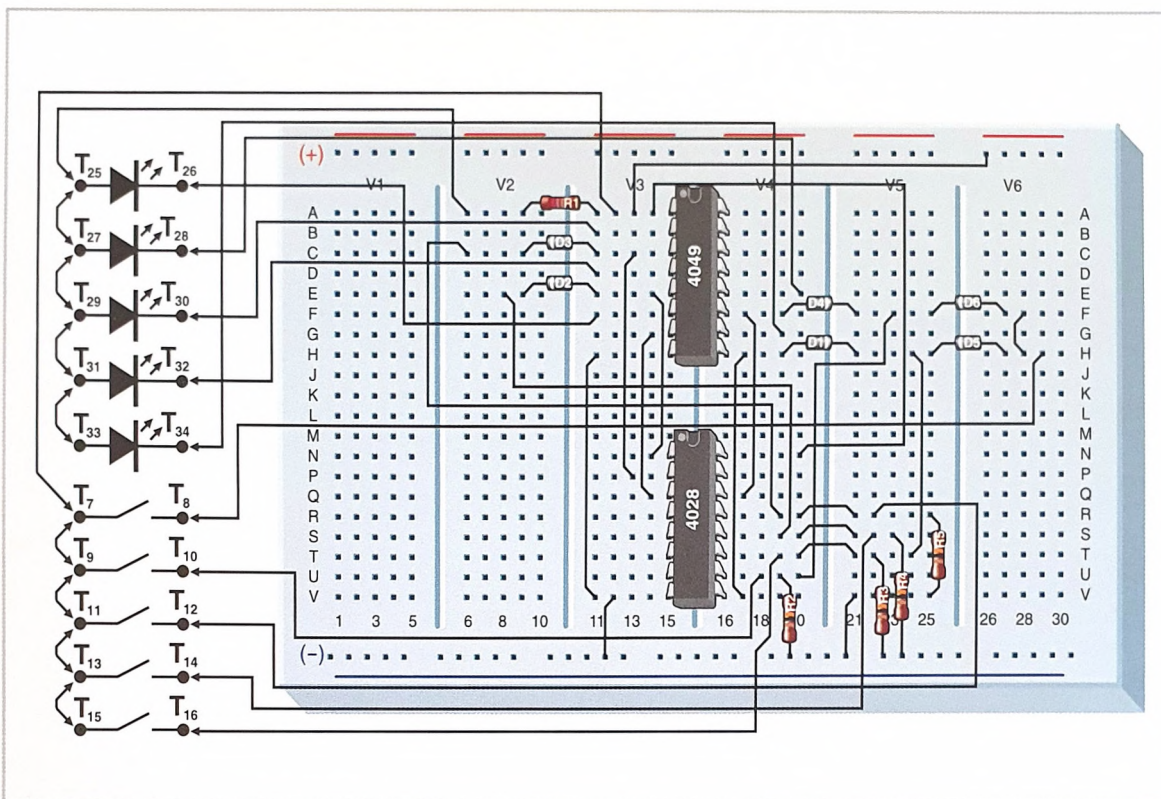 (+)
V1 V2 V3 V4 V5 V6
T25 T26
T27 T28
T29 T30
T31 T32
T33 T34
T7 T8
T9 T10
T11 T12
T13 T14
T15 T16
A R1 A
B B
C D3 C
D D
E D2 E
F D4 D6 F
G G
H D1 D5 H
J J
K K
L L
M M
N N
P P
Q Q
R R
S S
T R5 T
U R4 U
V R2 R3 V
4049
4028
1 3 5 6 8 10 11 13 15 16 18 20 21 23 25 26 28 30
(-)